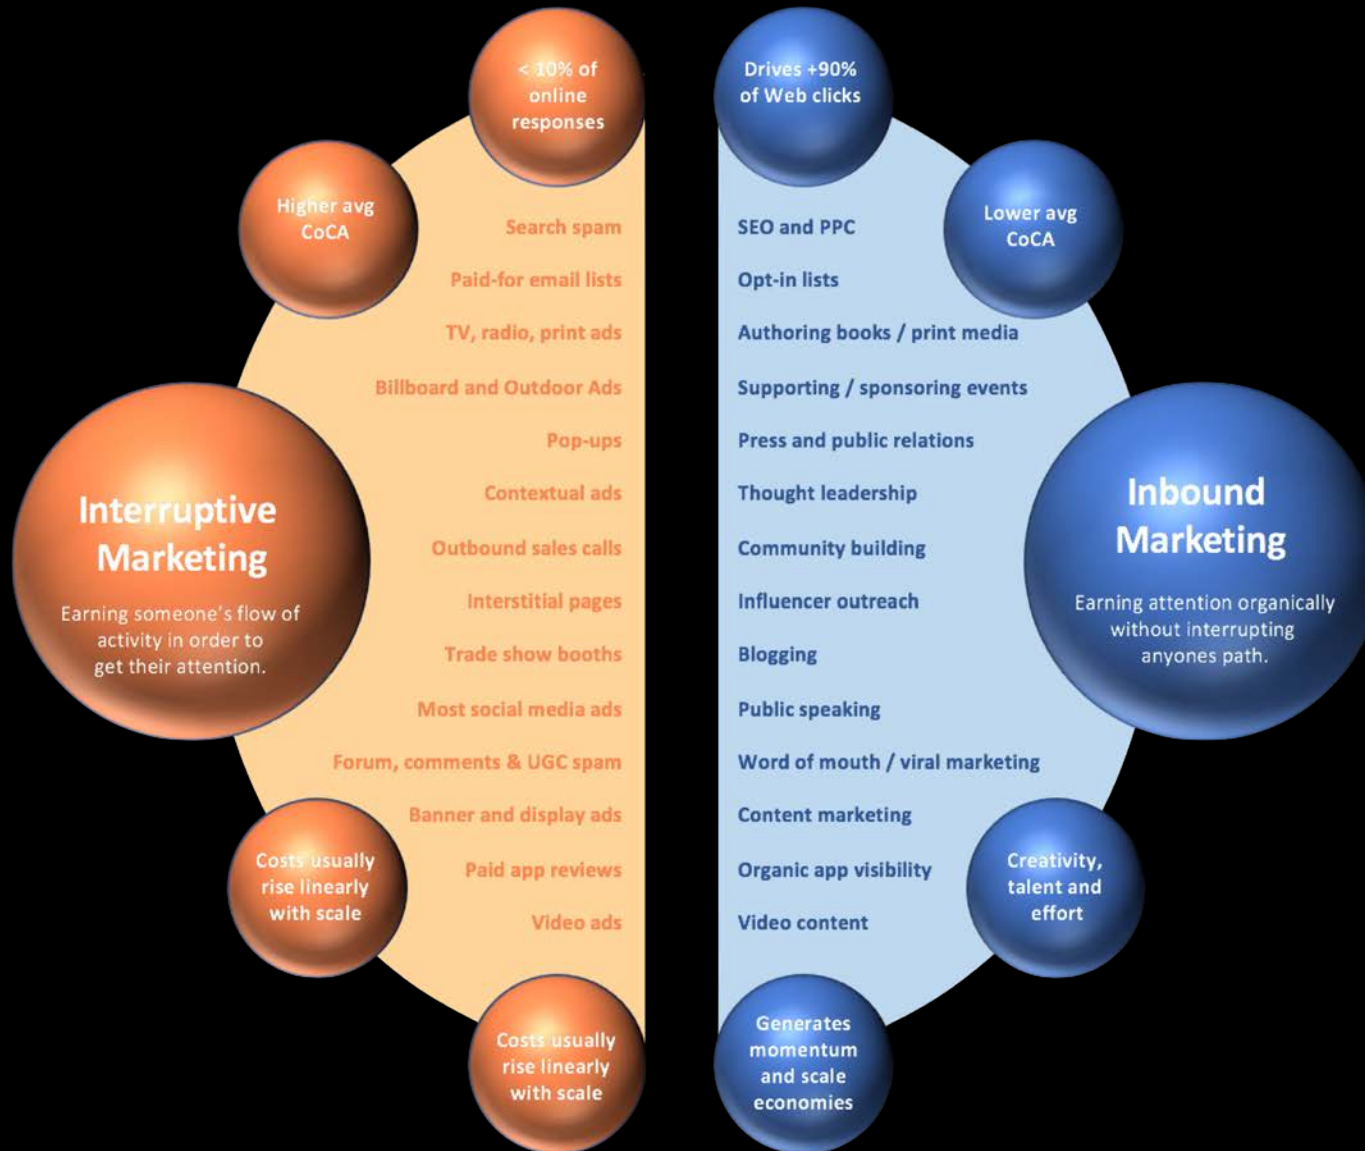 < 10% of
online
responses
Higher avg
CoCA
Search spam
Paid-for email lists
TV, radio, print ads
Billboard and Outdoor Ads
Pop-ups
Contextual ads
Outbound sales calls
Interstitial pages
Trade show booths
Most social media ads
Forum, comments & UGC spam
Banner and display ads
Paid app reviews
Video ads
Interruptive
Marketing
Earning someone's flow of
activity in order to
get their attention.
Costs usually
rise linearly
with scale
Costs usually
rise linearly
with scale
Drives +90%
of Web clicks
Lower avg
CoCA
SEO and PPC
Opt-in lists
Authoring books / print media
Supporting / sponsoring events
Press and public relations
Thought leadership
Community building
Influencer outreach
Blogging
Public speaking
Word of mouth / viral marketing
Content marketing
Organic app visibility
Video content
Inbound
Marketing
Earning attention organically
without interrupting
anyones path.
Creativity,
talent and
effort
Generates
momentum
and scale
economies